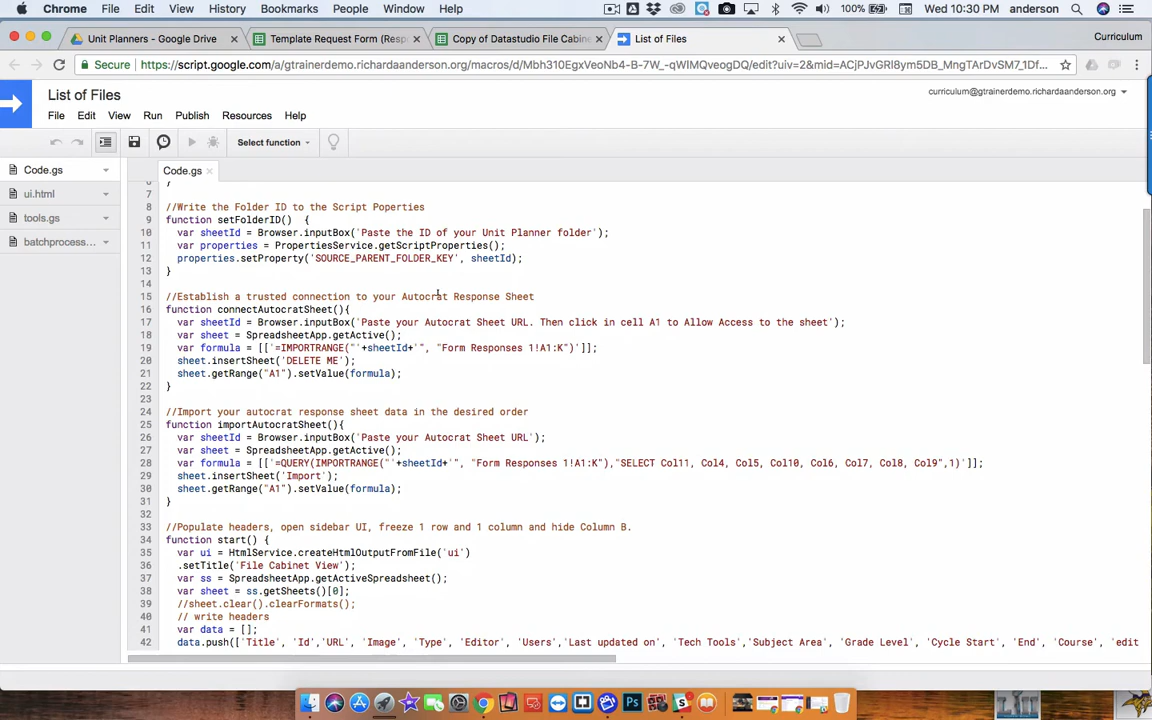 Chrome File Edit View History Bookmarks People Window Help 100% Wed 10:30 PM anderson
Unit Planners - Google Drive Template Request Form (Resp Copy of Datastudio File Cabin List of Files Curriculum
Secure https://script.google.com/a/gtrainerdemo.richardaanderson.org/macros/d/Mbh310EgxVeoNb4-B-7W_-qWIMQveogDQ/edit?uiv=2&mid=ACjPJvGRl8ym5DB_MngTArDvSM7_1Df...
List of Files curriculum@gtrainerdemo.richardaanderson.org
File Edit View Run Publish Resources Help
Select function
Code.gs
ui.html
tools.gs
batchprocess...
Code.gs
6 }
7
8 //Write the Folder ID to the Script Poperties
9 function setFolderID() {
10 var sheetId = Browser.inputBox('Paste the ID of your Unit Planner folder');
11 var properties = PropertiesService.getScriptProperties();
12 properties.setProperty('SOURCE_PARENT_FOLDER_KEY', sheetId);
13 }
14
15 //Establish a trusted connection to your Autocrat Response Sheet
16 function connectAutocratSheet(){
17 var sheetId = Browser.inputBox('Paste your Autocrat Sheet URL. Then click in cell A1 to Allow Access to the sheet');
18 var sheet = SpreadsheetApp.getActive();
19 var formula = [['=IMPORTRANGE("'+sheetId+'", "Form Responses 1!A1:K")']];
20 sheet.insertSheet('DELETE ME');
21 sheet.getRange("A1").setValue(formula);
22 }
23
24 //Import your autocrat response sheet data in the desired order
25 function importAutocratSheet(){
26 var sheetId = Browser.inputBox('Paste your Autocrat Sheet URL');
27 var sheet = SpreadsheetApp.getActive();
28 var formula = [['=QUERY(IMPORTRANGE("'+sheetId+'", "Form Responses 1!A1:K"),"SELECT Col11, Col4, Col5, Col10, Col6, Col7, Col8, Col9",1)']];
29 sheet.insertSheet('Import');
30 sheet.getRange("A1").setValue(formula);
31 }
32
33 //Populate headers, open sidebar UI, freeze 1 row and 1 column and hide Column B.
34 function start() {
35 var ui = HtmlService.createHtmlOutputFromFile('ui')
36 .setTitle('File Cabinet View');
37 var ss = SpreadsheetApp.getActiveSpreadsheet();
38 var sheet = ss.getSheets()[0];
39 //sheet.clear().clearFormats();
40 // write headers
41 var data = [];
42 data.push(['Title', 'Id','URL', 'Image', 'Type', 'Editor', 'Users','Last updated on', 'Tech Tools','Subject Area', 'Grade Level', 'Cycle Start', 'End', 'Course', 'edit